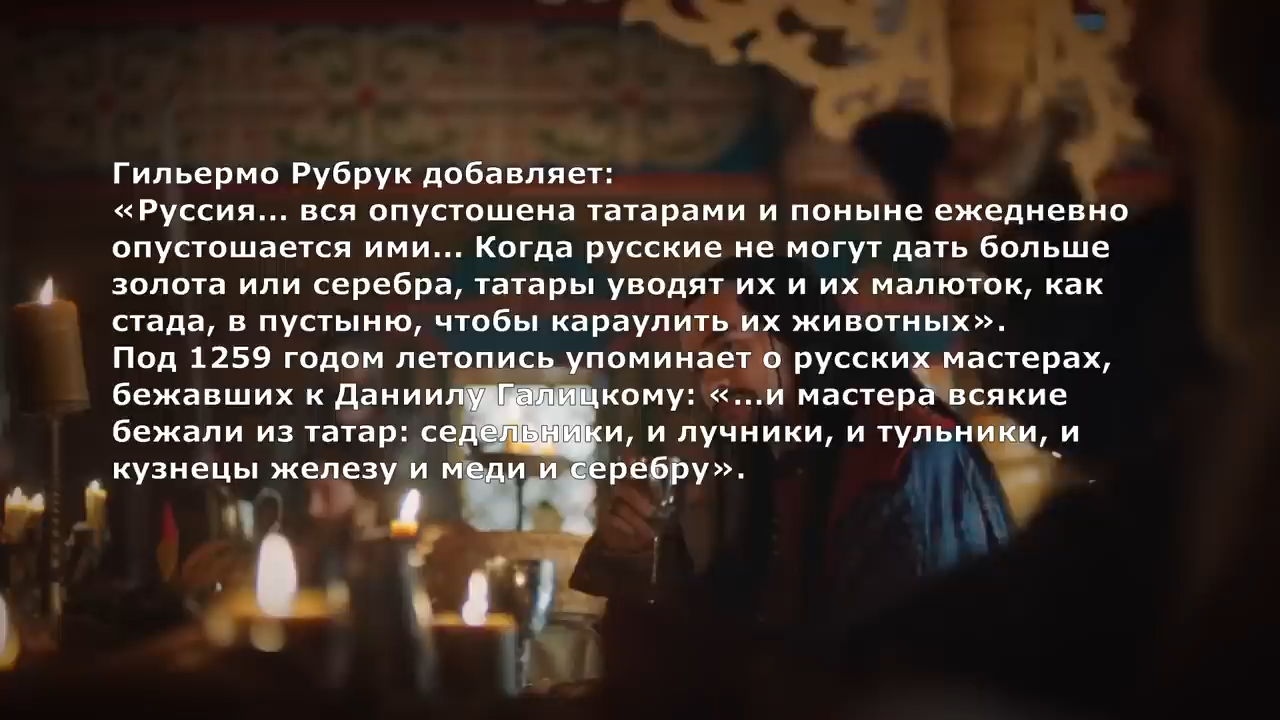 Гильермо Рубрук добавляет:
«Руссия... вся опустошена татарами и поныне ежедневно
опустошается ими... Когда русские не могут дать больше
золота или серебра, татары уводят их и их малюток, как
стада, в пустыню, чтобы караулить их животных».
Под 1259 годом летопись упоминает о русских мастерах,
бежавших к Даниилу Галицкому: «...и мастера всякие
бежали из татар: седельники, и лучники, и тульники, и
кузнецы железу и меди и серебру».